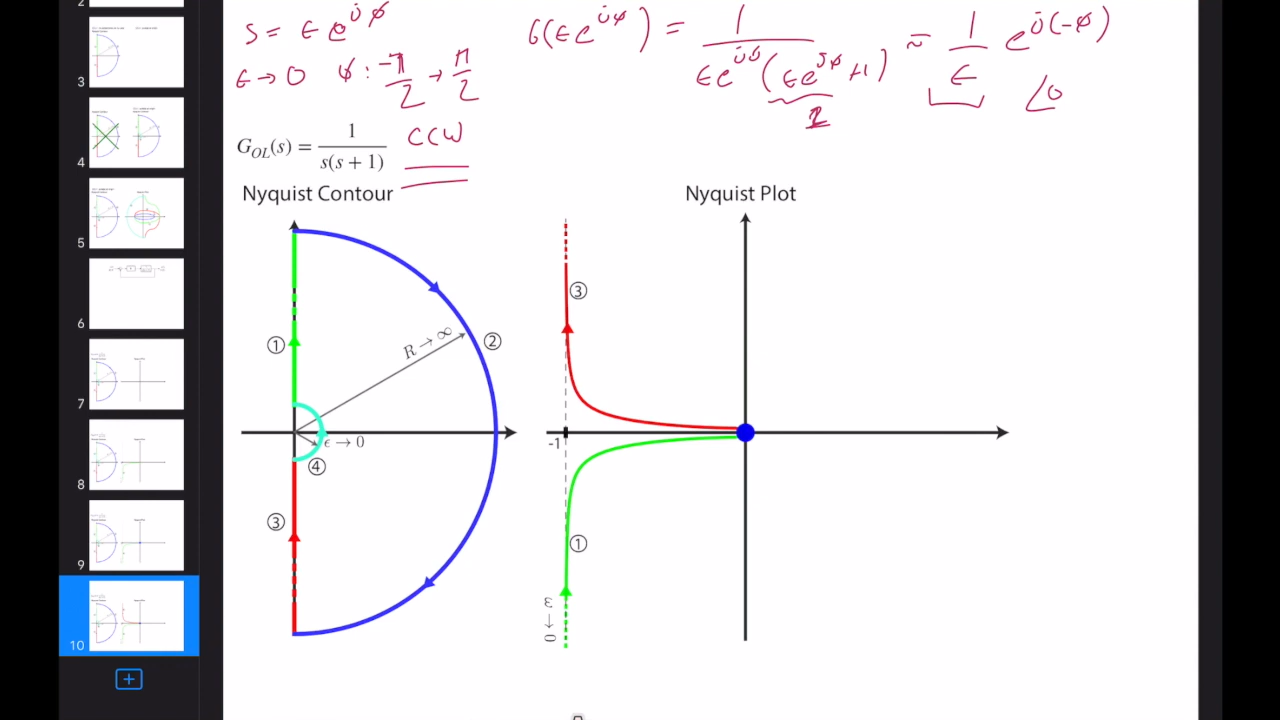 s = εe^{jφ}
G(εe^{jφ}) = 1 / εe^{jφ}(εe^{jφ}+1) ≈ 1/ε e^{j(-φ)}
ε→0 φ: -π/2 → π/2
1
∠0
G_{OL}(s) = 1 / s(s + 1)
CCW
Nyquist Contour
Nyquist Plot
①
R → ∞
②
ϵ → 0
④
③
③
-1
①
ω → 0
2
3
4
5
6
7
8
9
10